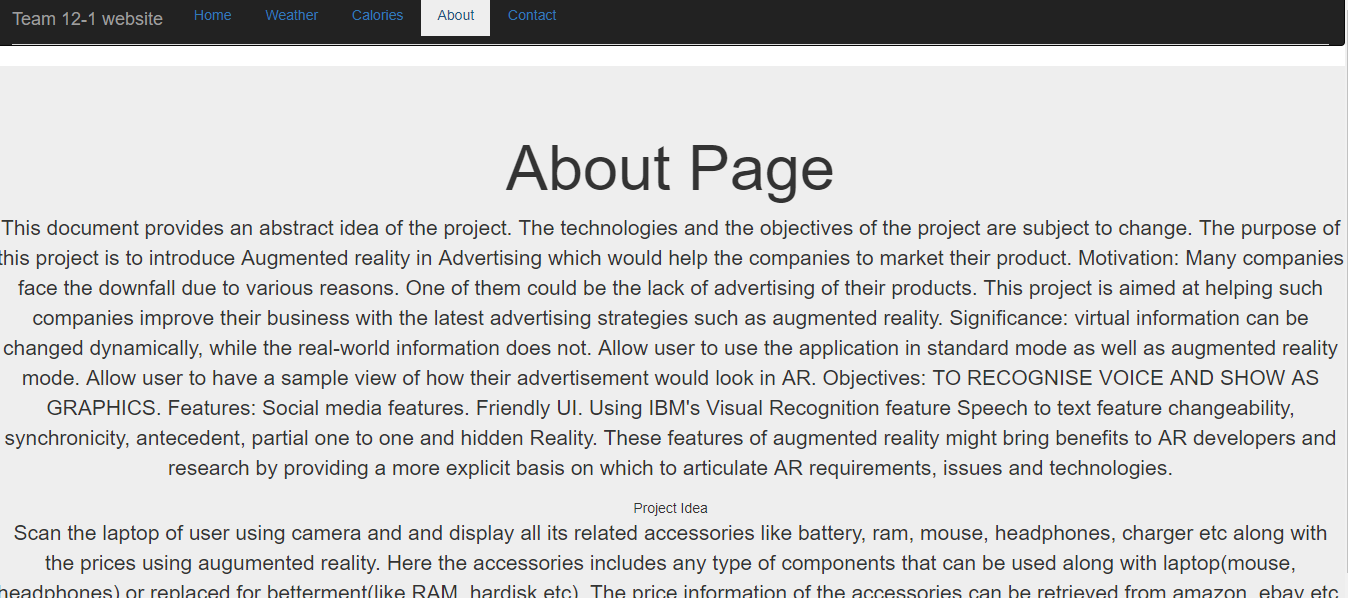 Team 12-1 website Home Weather Calories About Contact
About Page
This document provides an abstract idea of the project. The technologies and the objectives of the project are subject to change. The purpose of
this project is to introduce Augmented reality in Advertising which would help the companies to market their product. Motivation: Many companies
face the downfall due to various reasons. One of them could be the lack of advertising of their products. This project is aimed at helping such
companies improve their business with the latest advertising strategies such as augmented reality. Significance: virtual information can be
changed dynamically, while the real-world information does not. Allow user to use the application in standard mode as well as augmented reality
mode. Allow user to have a sample view of how their advertisement would look in AR. Objectives: TO RECOGNISE VOICE AND SHOW AS
GRAPHICS. Features: Social media features. Friendly UI. Using IBM's Visual Recognition feature Speech to text feature changeability,
synchronicity, antecedent, partial one to one and hidden Reality. These features of augmented reality might bring benefits to AR developers and
research by providing a more explicit basis on which to articulate AR requirements, issues and technologies.
Project Idea
Scan the laptop of user using camera and and display all its related accessories like battery, ram, mouse, headphones, charger etc along with
the prices using augumented reality. Here the accessories includes any type of components that can be used along with laptop(mouse,
headphones) or replaced for betterment(like RAM, hardisk etc). The price information of the accessories can be retrieved from amazon, ebay etc